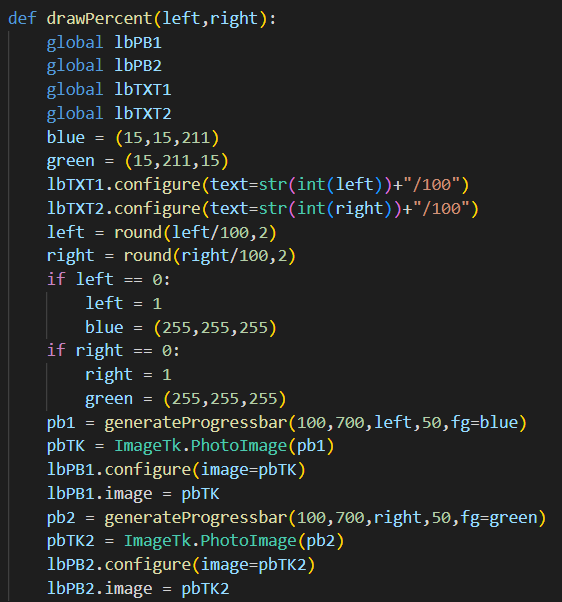 def drawPercent(left,right):
    global lbPB1
    global lbPB2
    global lbTXT1
    global lbTXT2
    blue = (15,15,211)
    green = (15,211,15)
    lbTXT1.configure(text=str(int(left))+"/100")
    lbTXT2.configure(text=str(int(right))+"/100")
    left = round(left/100,2)
    right = round(right/100,2)
    if left == 0:
        left = 1
        blue = (255,255,255)
    if right == 0:
        right = 1
        green = (255,255,255)
    pb1 = generateProgressbar(100,700,left,50,fg=blue)
    pbTK = ImageTk.PhotoImage(pb1)
    lbPB1.configure(image=pbTK)
    lbPB1.image = pbTK
    pb2 = generateProgressbar(100,700,right,50,fg=green)
    pbTK2 = ImageTk.PhotoImage(pb2)
    lbPB2.configure(image=pbTK2)
    lbPB2.image = pbTK2